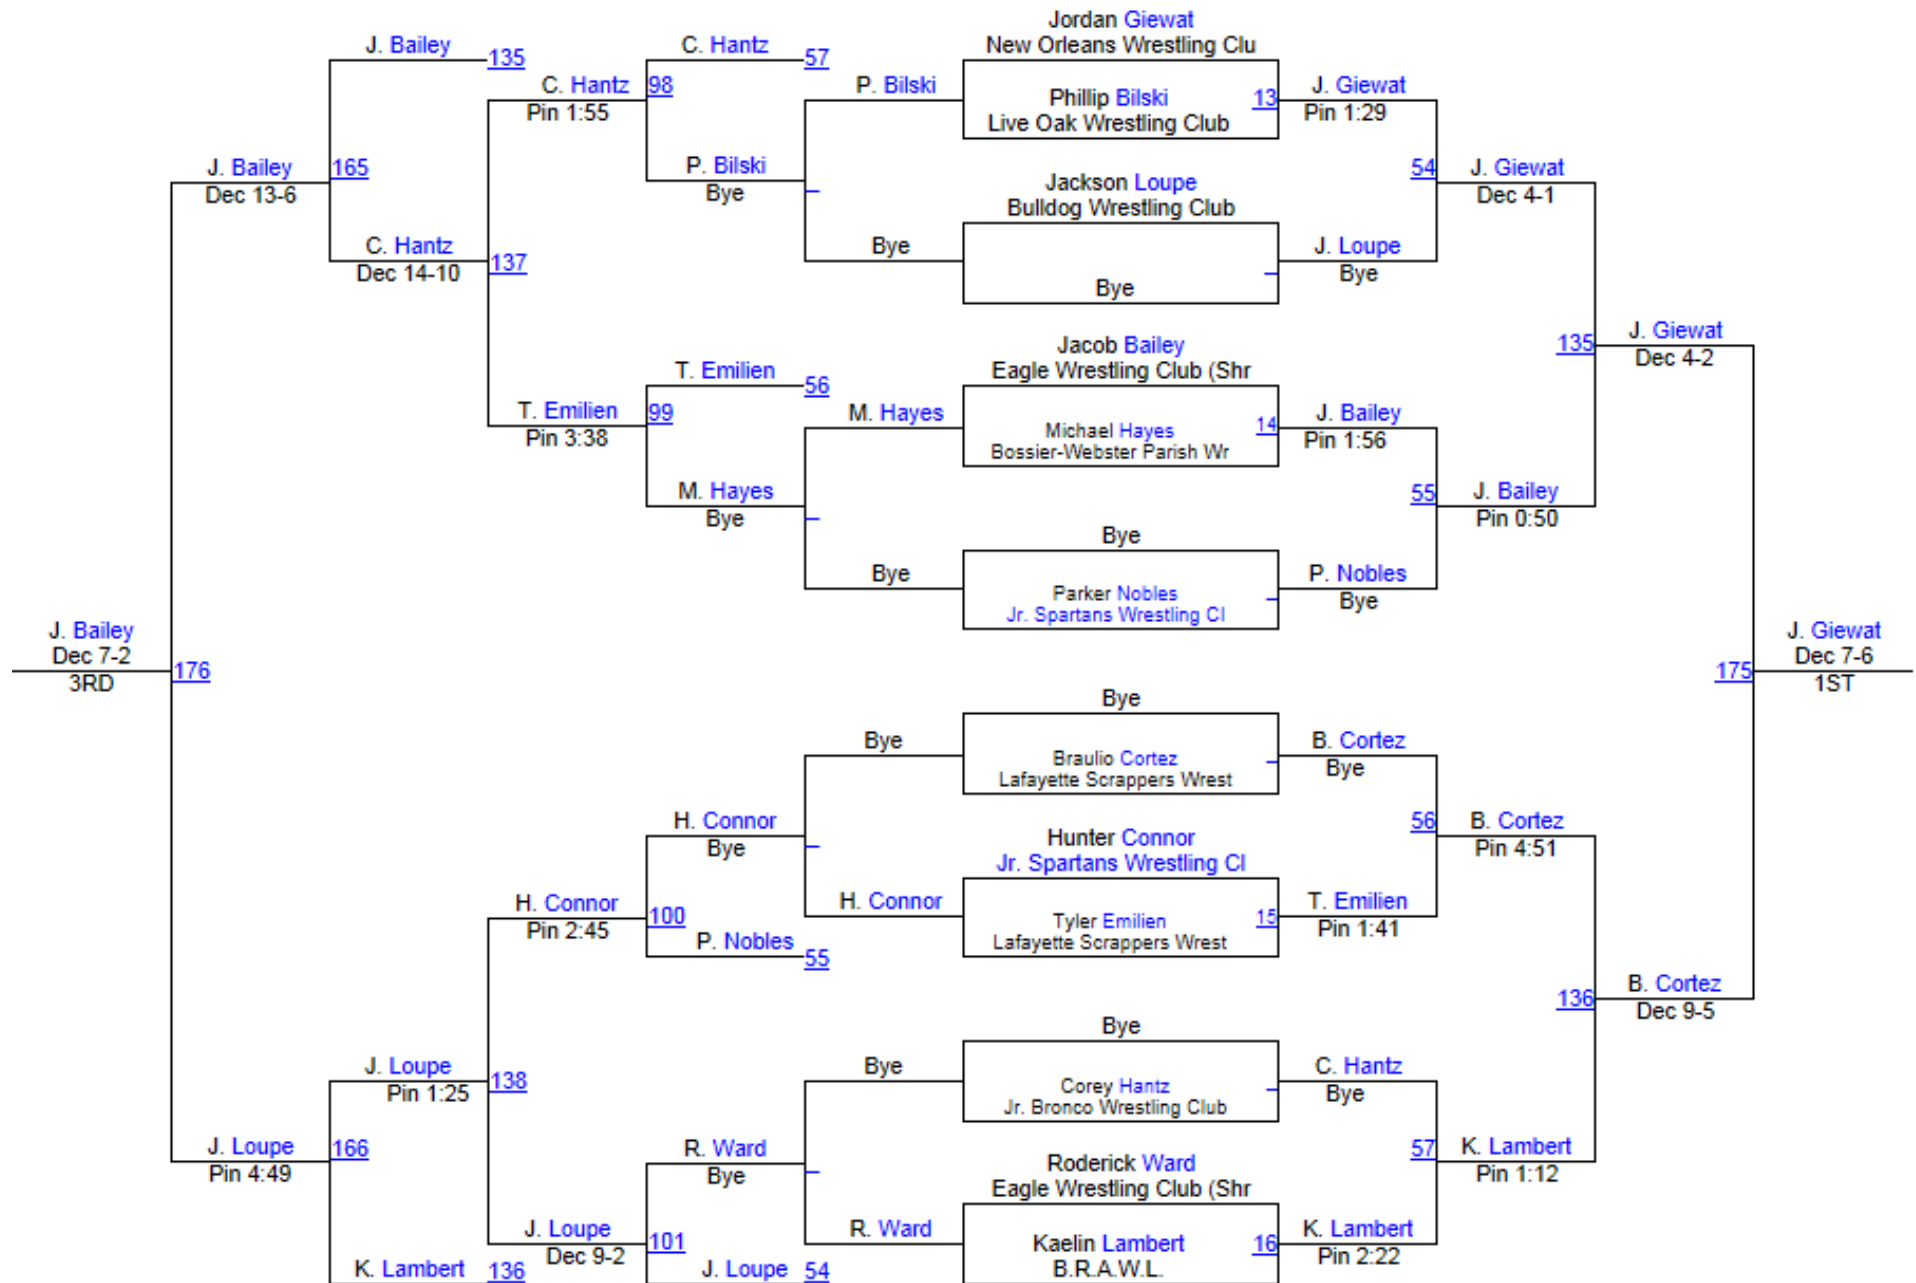 Jordan Giewat
J. Bailey
C. Hantz
New Orleans Wrestling Clu
135
57
C. Hantz
98
P. Bilski
J. Giewat
Pin 1:55
Phillip Bilski
13
Pin 1:29
Live Oak Wrestling Club
J. Bailey
165
P. Bilski
54
J. Giewat
Dec 13-6
Bye
Jackson Loupe
Dec 4-1
Bulldog Wrestling Club
C. Hantz
Bye
J. Loupe
Dec 14-10
137
Bye
Bye
J. Giewat
Jacob Bailey
135
Dec 4-2
T. Emilien
56
Eagle Wrestling Club (Shr
T. Emilien
99
M. Hayes
J. Bailey
Pin 3:38
Michael Hayes
14
Pin 1:56
Bossier-Webster Parish Wr
M. Hayes
55
J. Bailey
Bye
Pin 0:50
Bye
Bye
P. Nobles
Parker Nobles
Bye
Jr. Spartans Wrestling Cl
J. Bailey
J. Giewat
Dec 7-2
Dec 7-6
176
175
3RD
1ST
Bye
Bye
B. Cortez
Braulio Cortez
Bye
Lafayette Scrappers Wrest
H. Connor
56
B. Cortez
Bye
Hunter Connor
Pin 4:51
Jr. Spartans Wrestling Cl
H. Connor
100
H. Connor
T. Emilien
Pin 2:45
Tyler Emilien
15
Pin 1:41
P. Nobles
55
Lafayette Scrappers Wrest
B. Cortez
136
Dec 9-5
Bye
J. Loupe
Bye
C. Hantz
Pin 1:25
138
Corey Hantz
Bye
Jr. Bronco Wrestling Club
J. Loupe
166
R. Ward
57
K. Lambert
Pin 4:49
Bye
Roderick Ward
Pin 1:12
Eagle Wrestling Club (Shr
J. Loupe
101
R. Ward
K. Lambert
Dec 9-2
Kaelin Lambert
16
Pin 2:22
K. Lambert
136
J. Loupe
54
B.R.A.W.L.